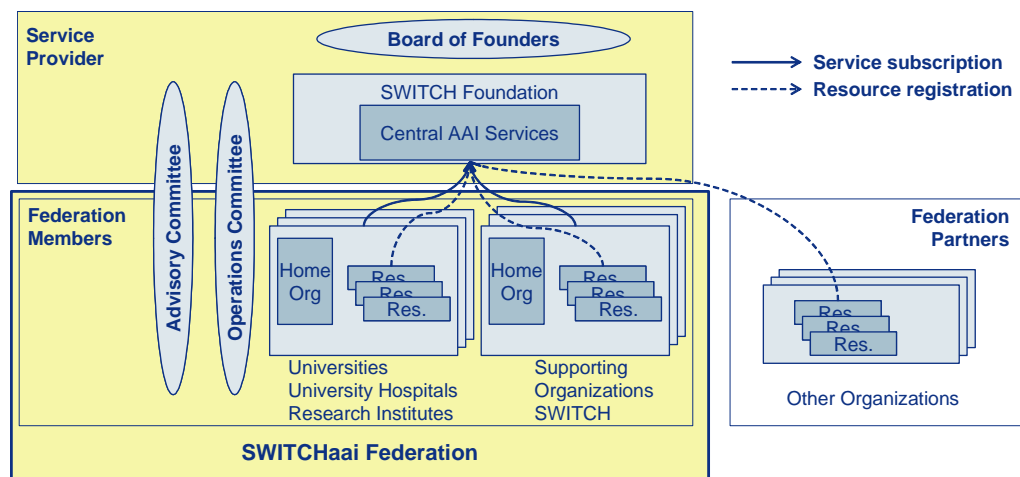 Service
Provider
Board of Founders
SWITCH Foundation
Central AAI Services
Service subscription
Resource registration
Advisory Committee
Operations Committee
Federation
Members
Home
Org
Res.
Res.
Res.
Home
Org
Res.
Res.
Res.
Universities
University Hospitals
Research Institutes
Supporting
Organizations
SWITCH
SWITCHaai Federation
Federation
Partners
Res.
Res.
Res.
Other Organizations